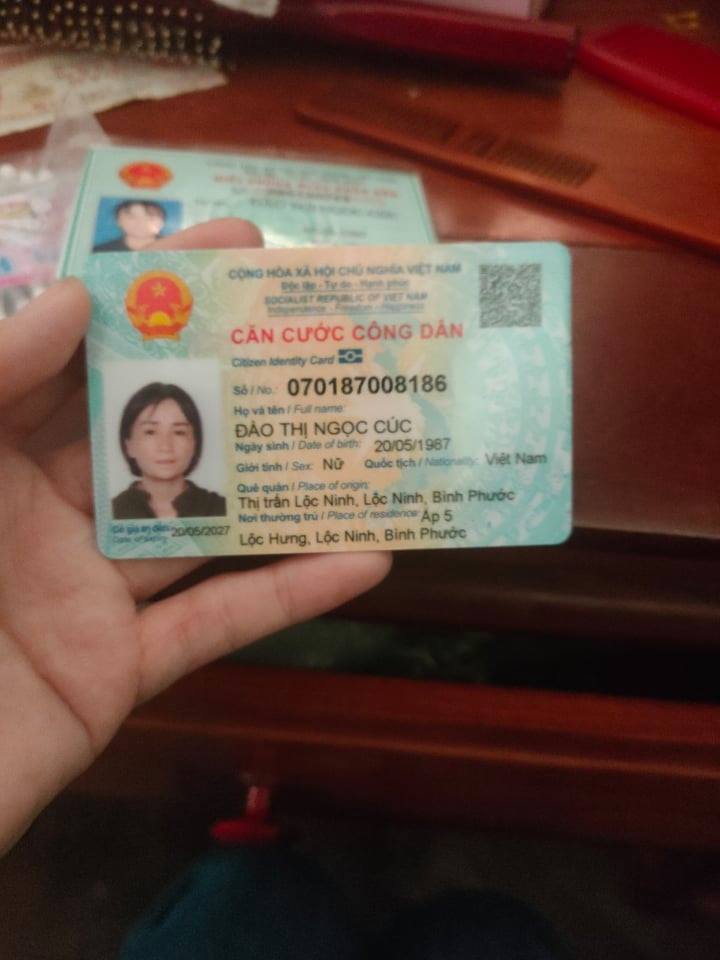 CỘNG HÒA XÃ HỘI CHỦ NGHĨA VIỆT NAM
Độc lập - Tự do - Hạnh phúc
SOCIALIST REPUBLIC OF VIET NAM
Independence - Freedom - Happiness
CĂN CƯỚC CÔNG DÂN
Citizen Identity Card
Số / No.: 070187008186
Họ và tên / Full name:
ĐÀO THỊ NGỌC CÚC
Ngày sinh / Date of birth: 20/05/1987
Giới tính / Sex: Nữ Quốc tịch / Nationality: Việt Nam
Quê quán / Place of origin:
Thị trấn Lộc Ninh, Lộc Ninh, Bình Phước
Nơi thường trú / Place of residence: Ấp 5
Lộc Hưng, Lộc Ninh, Bình Phước
Có giá trị đến: 20/05/2027
Date of expiry